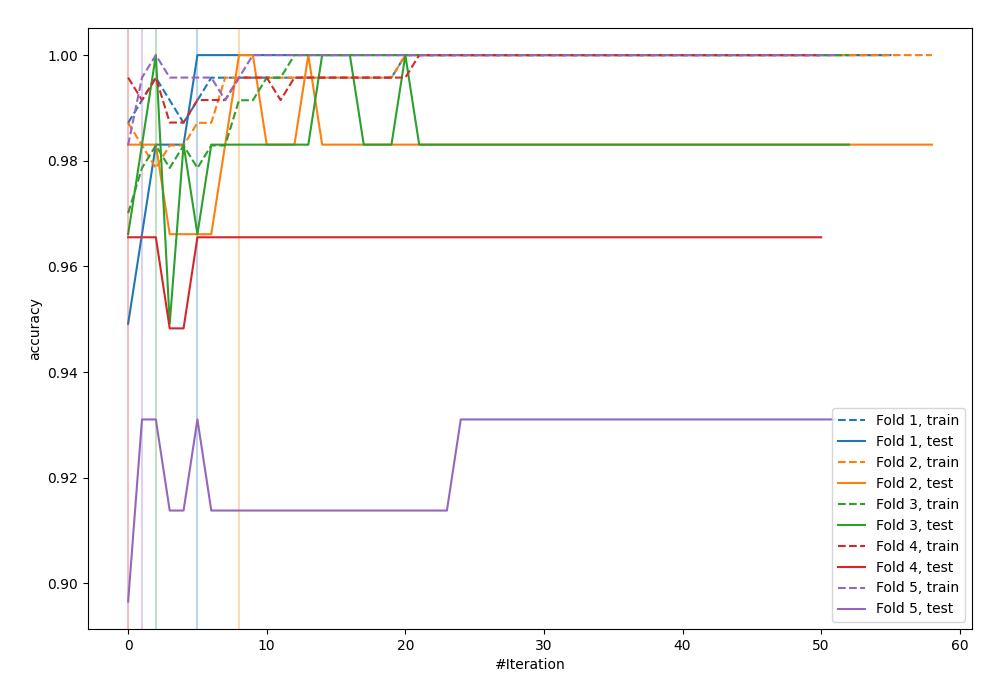 1.00
0.98
0.96
0.94
0.92
0.90
accuracy
0
10
20
30
40
50
60
#Iteration
Fold 1, train
Fold 1, test
Fold 2, train
Fold 2, test
Fold 3, train
Fold 3, test
Fold 4, train
Fold 4, test
Fold 5, train
Fold 5, test